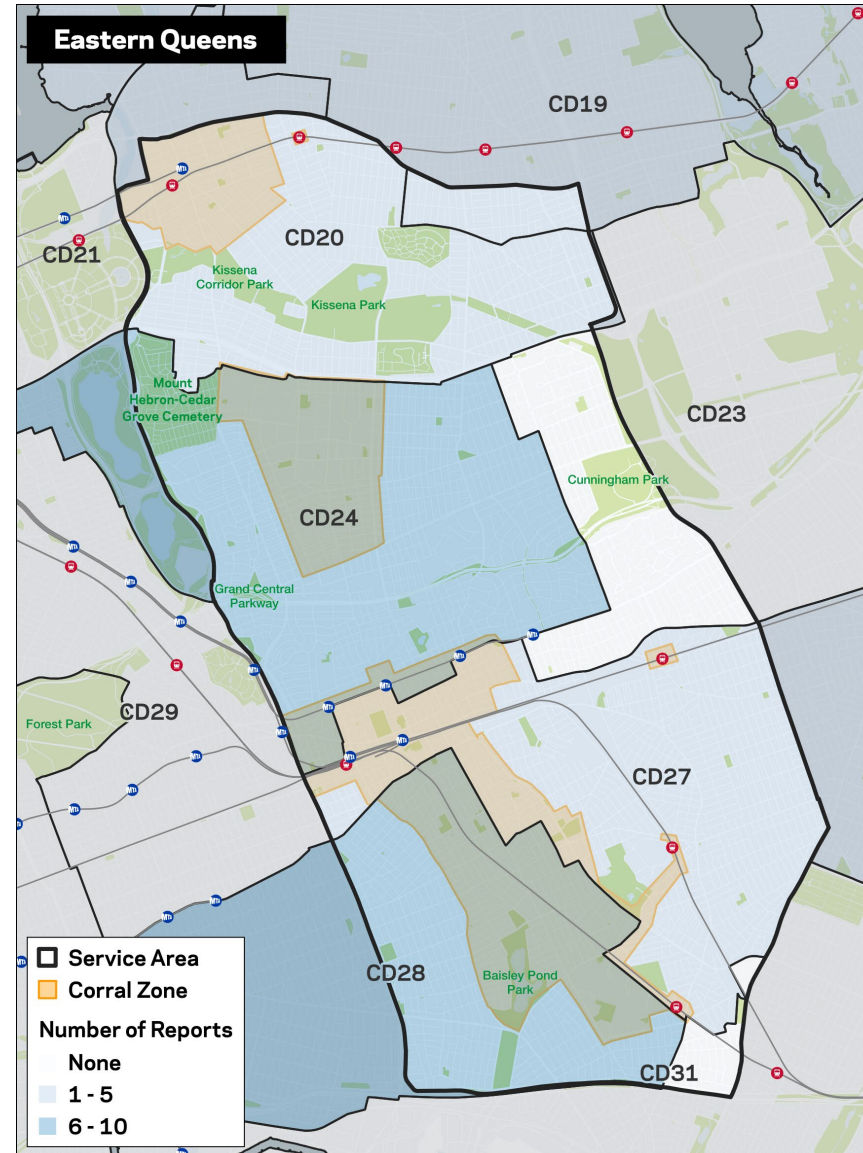 Eastern Queens
CD19
CD20
CD21
Kissena
Corridor Park
Kissena Park
Mount
Hebron-Cedar
Grove Cemetery
CD23
Cunningham Park
CD24
Grand Central
Parkway
Forest Park
CD29
CD27
CD28
Baisley Pond
Park
CD31
Service Area
Corral Zone
Number of Reports
None
1 - 5
6 - 10